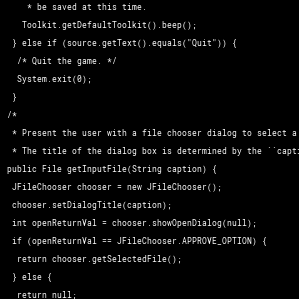 * be saved at this time.
Toolkit.getDefaultToolkit().beep();
} else if (source.getText().equals("Quit")) {
/* Quit the game. */
System.exit(0);
}
/*
* Present the user with a file chooser dialog to select a
* The title of the dialog box is determined by the ``capti
public File getInputFile(String caption) {
JFileChooser chooser = new JFileChooser();
chooser.setDialogTitle(caption);
int openReturnVal = chooser.showOpenDialog(null);
if (openReturnVal == JFileChooser.APPROVE_OPTION) {
return chooser.getSelectedFile();
} else {
return null;